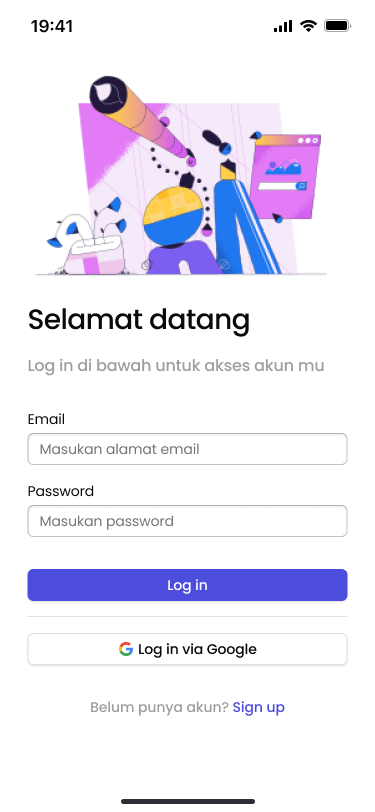 19:41
Selamat datang
Log in di bawah untuk akses akun mu
Email
Masukan alamat email
Password
Masukan password
Log in
Log in via Google
Belum punya akun? Sign up